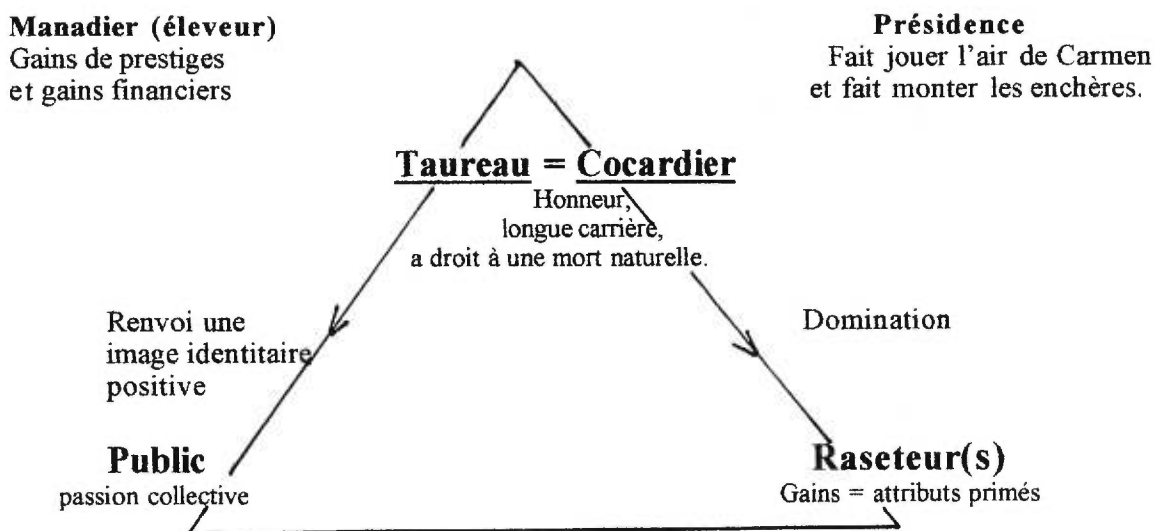 Manadier (éleveur)
Gains de prestiges
et gains financiers
Présidence
Fait jouer l'air de Carmen
et fait monter les enchères.
Taureau = Cocardier
Honneur,
longue carrière,
a droit à une mort naturelle.
Renvoi une
image identitaire
positive
Domination
Public
passion collective
Raseteur(s)
Gains = attributs primés